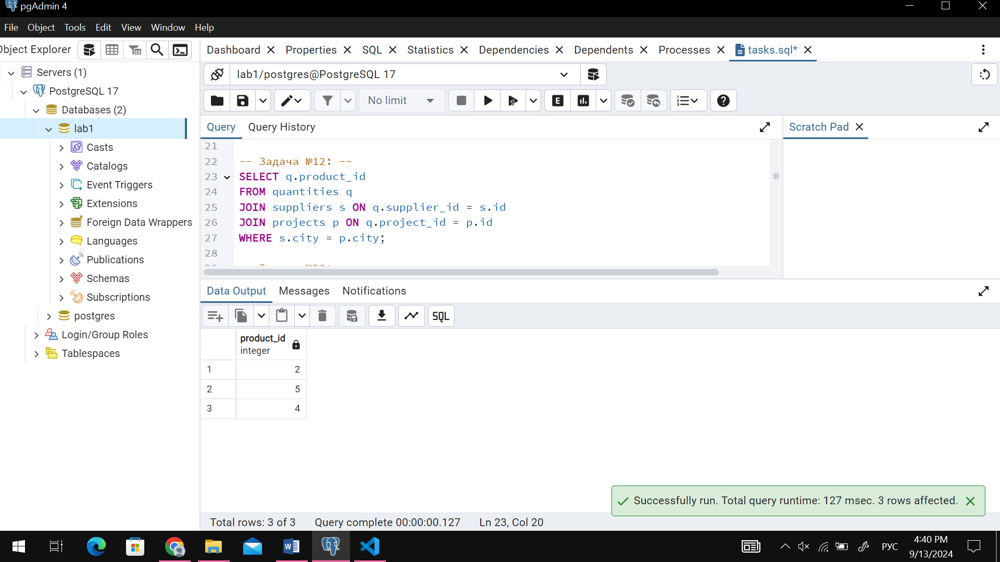 pgAdmin 4
File Object Tools Edit View Window Help
Object Explorer
Dashboard Properties SQL Statistics Dependencies Dependents Processes tasks.sql*
Servers (1)
PostgreSQL 17
Databases (2)
lab1
Casts
Catalogs
Event Triggers
Extensions
Foreign Data Wrappers
Languages
Publications
Schemas
Subscriptions
postgres
Login/Group Roles
Tablespaces
lab1/postgres@PostgreSQL 17
No limit
E
Query Query History
Scratch Pad
21
22 -- Задача №12: --
23 SELECT q.product_id
24 FROM quantities q
25 JOIN suppliers s ON q.supplier_id = s.id
26 JOIN projects p ON q.project_id = p.id
27 WHERE s.city = p.city;
28
Data Output Messages Notifications
SQL
product_id
integer
1 2
2 5
3 4
Successfully run. Total query runtime: 127 msec. 3 rows affected.
Total rows: 3 of 3 Query complete 00:00:00.127 Ln 23, Col 20
РУС
4:40 PM
9/13/2024